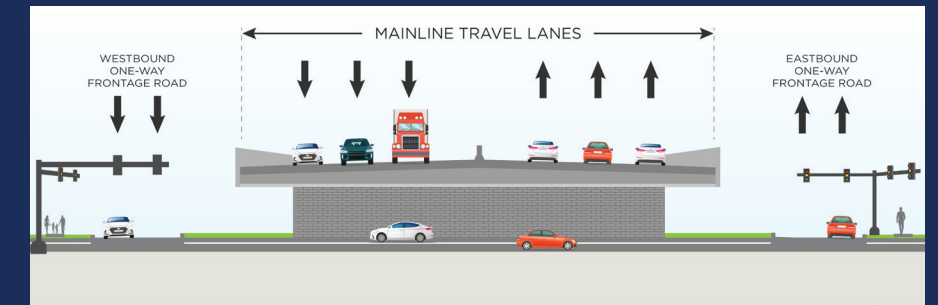 MAINLINE TRAVEL LANES
WESTBOUND
ONE-WAY
FRONTAGE ROAD
EASTBOUND
ONE-WAY
FRONTAGE ROAD